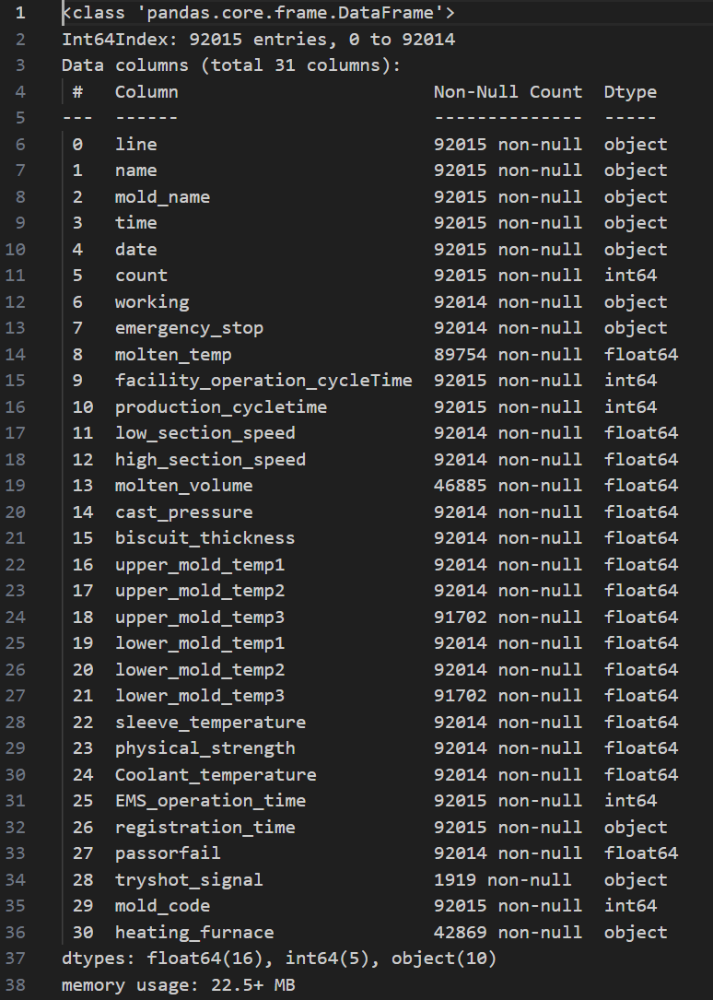 1 <class 'pandas.core.frame.DataFrame'>
2 Int64Index: 92015 entries, 0 to 92014
3 Data columns (total 31 columns):
4  #   Column                         Non-Null Count  Dtype
5 ---  ------                         --------------  -----
6  0   line                           92015 non-null  object
7  1   name                           92015 non-null  object
8  2   mold_name                      92015 non-null  object
9  3   time                           92015 non-null  object
10  4   date                           92015 non-null  object
11  5   count                          92015 non-null  int64
12  6   working                        92014 non-null  object
13  7   emergency_stop                 92014 non-null  object
14  8   molten_temp                    89754 non-null  float64
15  9   facility_operation_cycleTime   92015 non-null  int64
16  10  production_cycletime           92015 non-null  int64
17  11  low_section_speed              92014 non-null  float64
18  12  high_section_speed             92014 non-null  float64
19  13  molten_volume                  46885 non-null  float64
20  14  cast_pressure                  92014 non-null  float64
21  15  biscuit_thickness              92014 non-null  float64
22  16  upper_mold_temp1               92014 non-null  float64
23  17  upper_mold_temp2               92014 non-null  float64
24  18  upper_mold_temp3               91702 non-null  float64
25  19  lower_mold_temp1               92014 non-null  float64
26  20  lower_mold_temp2               92014 non-null  float64
27  21  lower_mold_temp3               91702 non-null  float64
28  22  sleeve_temperature             92014 non-null  float64
29  23  physical_strength              92014 non-null  float64
30  24  Coolant_temperature            92014 non-null  float64
31  25  EMS_operation_time             92015 non-null  int64
32  26  registration_time              92015 non-null  object
33  27  passorfail                     92014 non-null  float64
34  28  tryshot_signal                 1919 non-null   object
35  29  mold_code                      92015 non-null  int64
36  30  heating_furnace                42869 non-null  object
37 dtypes: float64(16), int64(5), object(10)
38 memory usage: 22.5+ MB